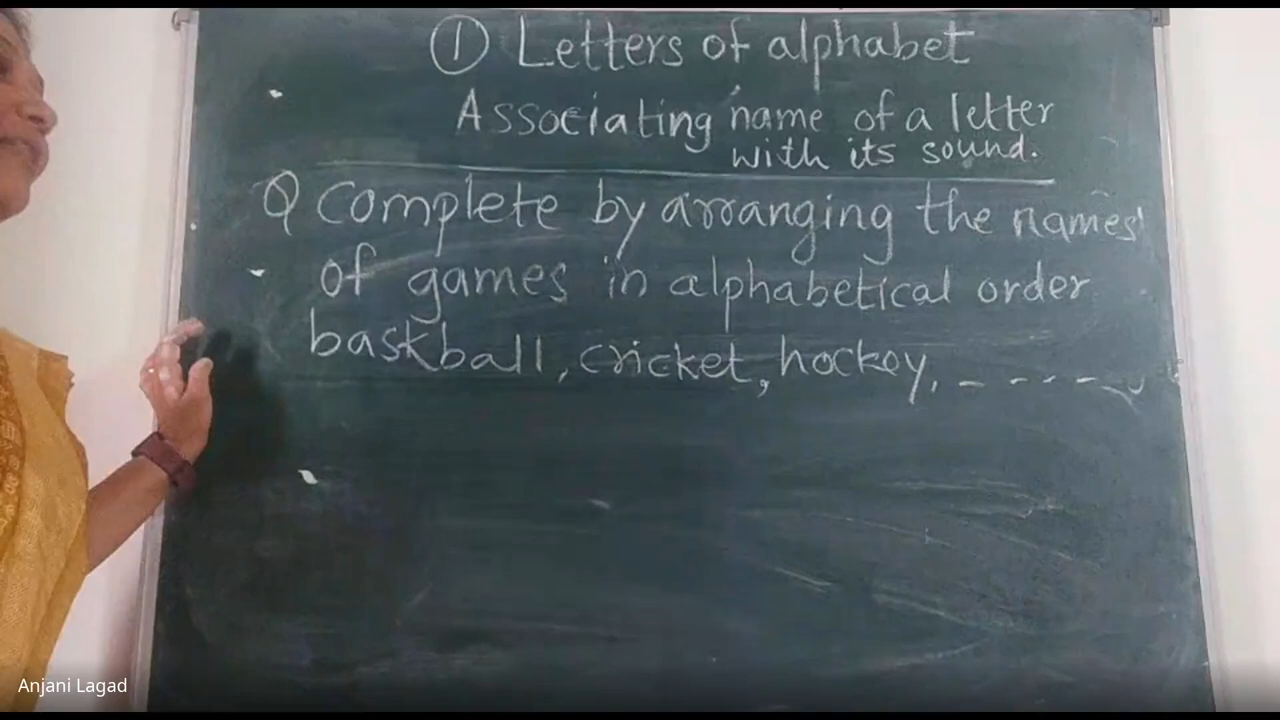 ① Letters of alphabet
Associating name of a letter
with its sound.
Q Complete by arranging the names
of games in alphabetical order
baskball, cricket, hockey, - - - - -
Anjani Lagad